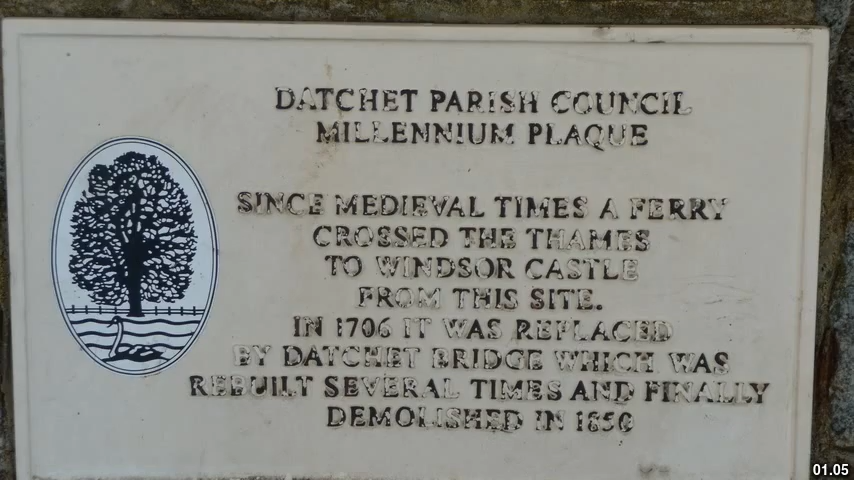 DATCHET PARISH COUNCIL
MILLENNIUM PLAQUE
SINCE MEDIEVAL TIMES A FERRY
CROSSED THE THAMES
TO WINDSOR CASTLE
FROM THIS SITE.
IN 1706 IT WAS REPLACED
BY DATCHET BRIDGE WHICH WAS
REBUILT SEVERAL TIMES AND FINALLY
DEMOLISHED IN 1850
01.05